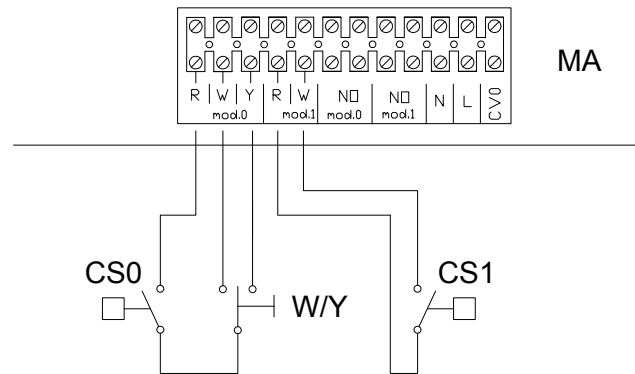 MA
R W Y R W NO NO N L CV0
mod.0 mod.1 mod.0 mod.1
CS0 W/Y CS1